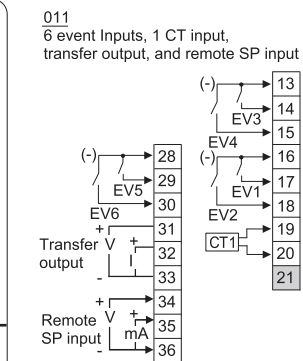 011
6 event Inputs, 1 CT input,
transfer output, and remote SP input
(-) 13
EV3 14
EV4 15
(-) 28 (-) 16
EV5 29 EV1 17
EV6 30 EV2 18
+ 31 CT1 19
Transfer V + I 32 20
output - 33 21
+ 34
Remote V + 35
SP input mA
- 36